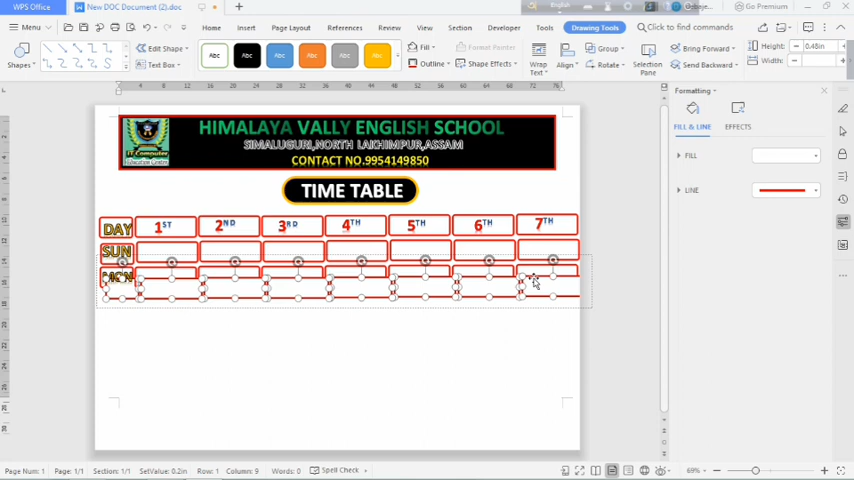 WPS Office
New DOC Document (2).doc
English
Go Premium
Menu
Home
Insert
Page Layout
References
Review
View
Section
Developer
Tools
Drawing Tools
Click to find commands
Shapes
Edit Shape
Text Box
Abc
Abc
Abc
Abc
Abc
Abc
Fill
Format Painter
Outline
Shape Effects
Wrap Text
Align
Group
Rotate
Selection Pane
Bring Forward
Send Backward
Height: 0.48in
Width:
HIMALAYA VALLY ENGLISH SCHOOL
SIMALUGURI,NORTH LAKHIMPUR,ASSAM
CONTACT NO.9954149850
IT Computer
Education Centre
TIME TABLE
DAY 1ST 2ND 3RD 4TH 5TH 6TH 7TH
SUN
MON
Formatting
FILL & LINE
EFFECTS
FILL
LINE
Page Num: 1
Page: 1/1
Section: 1/1
SetValue: 0.2in
Row: 1
Column: 9
Words: 0
Spell Check
69%